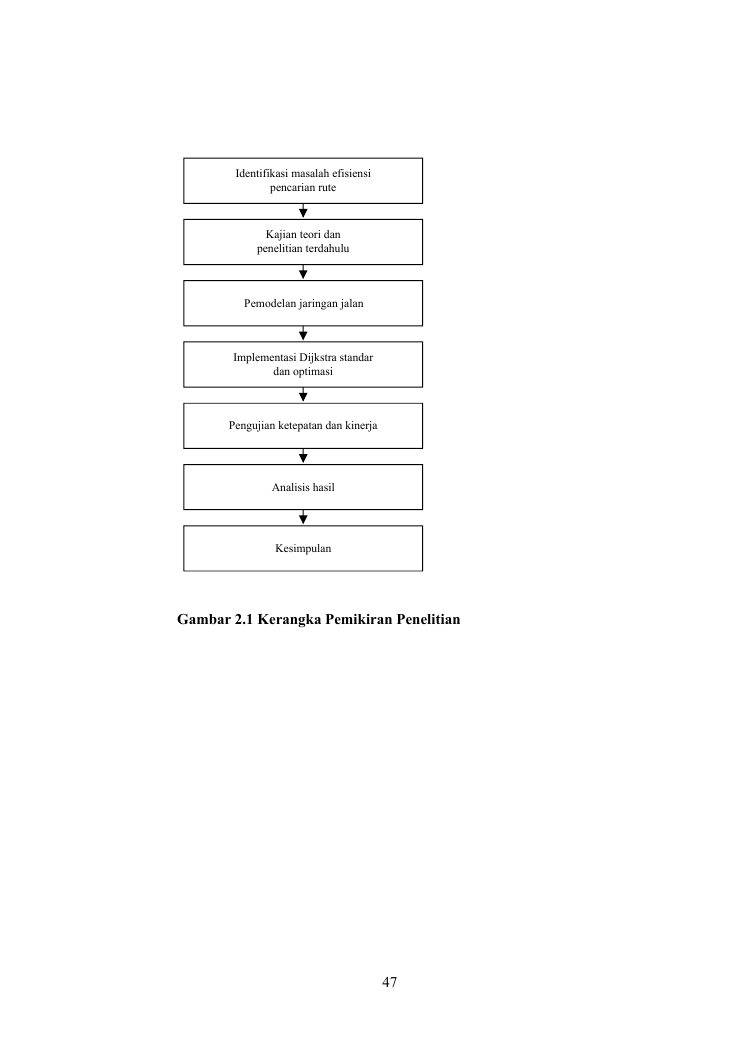 Identifikasi masalah efisiensi
pencarian rute
Kajian teori dan
penelitian terdahulu
Pemodelan jaringan jalan
Implementasi Dijkstra standar
dan optimasi
Pengujian ketepatan dan kinerja
Analisis hasil
Kesimpulan
Gambar 2.1 Kerangka Pemikiran Penelitian
47